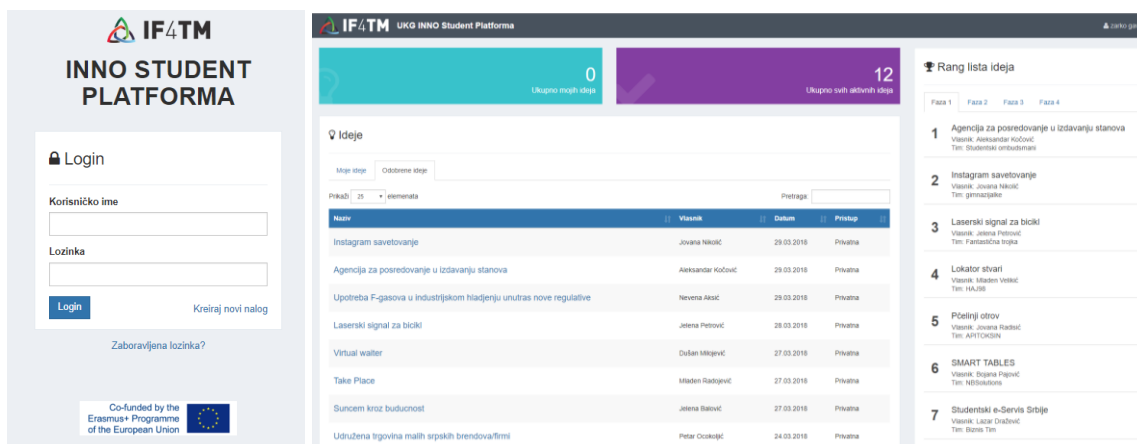 IF4TM
INNO STUDENT
PLATFORMA
Login
Korisničko ime
Lozinka
Login
Kreiraj novi nalog
Zaboravljena lozinka?
Co-funded by the
Erasmus+ Programme
of the European Union
IF4TM UKG INNO Student Platforma
zarko
0
Ukupno mojih ideja
12
Ukupno svih aktivnih ideja
Ideje
Moje ideje Odobrene ideje
Prikaži 25 elemenata
Pretraga:
Naziv Vlasnik Datum Pristup
Instagram savetovanje Jovana Nikolić 29.03.2018 Privatna
Agencija za posredovanje u izdavanju stanova Aleksandar Kočović 29.03.2018 Privatna
Upotreba F-gasova u industrijskom hladjenju unutras nove regulative Nevena Aksić 29.03.2018 Privatna
Laserski signal za bicikl Jelena Petrović 28.03.2018 Privatna
Virtual waiter Dušan Milojević 27.03.2018 Privatna
Take Place Mladen Radojević 27.03.2018 Privatna
Suncem kroz buducnost Jelena Balović 27.03.2018 Privatna
Udružena trgovina malih srpskih brendova/firmi Petar Ocokoljić 24.03.2018 Privatna
Rang lista ideja
Faza 1 Faza 2 Faza 3 Faza 4
1 Agencija za posredovanje u izdavanju stanova
Vlasnik: Aleksandar Kočović
Tim: Studentski ombudsmani
2 Instagram savetovanje
Vlasnik: Jovana Nikolić
Tim: gimnazijalke
3 Laserski signal za bicikl
Vlasnik: Jelena Petrović
Tim: Fantastična trojka
4 Lokator stvari
Vlasnik: Mladen Velikić
Tim: HAJ98
5 Pčelinji otrov
Vlasnik: Jovana Radisić
Tim: APITOKSIN
6 SMART TABLES
Vlasnik: Bojana Pajović
Tim: NBSolutions
7 Studentski e-Servis Srbije
Vlasnik: Lazar Dražević
Tim: Biznis Tim